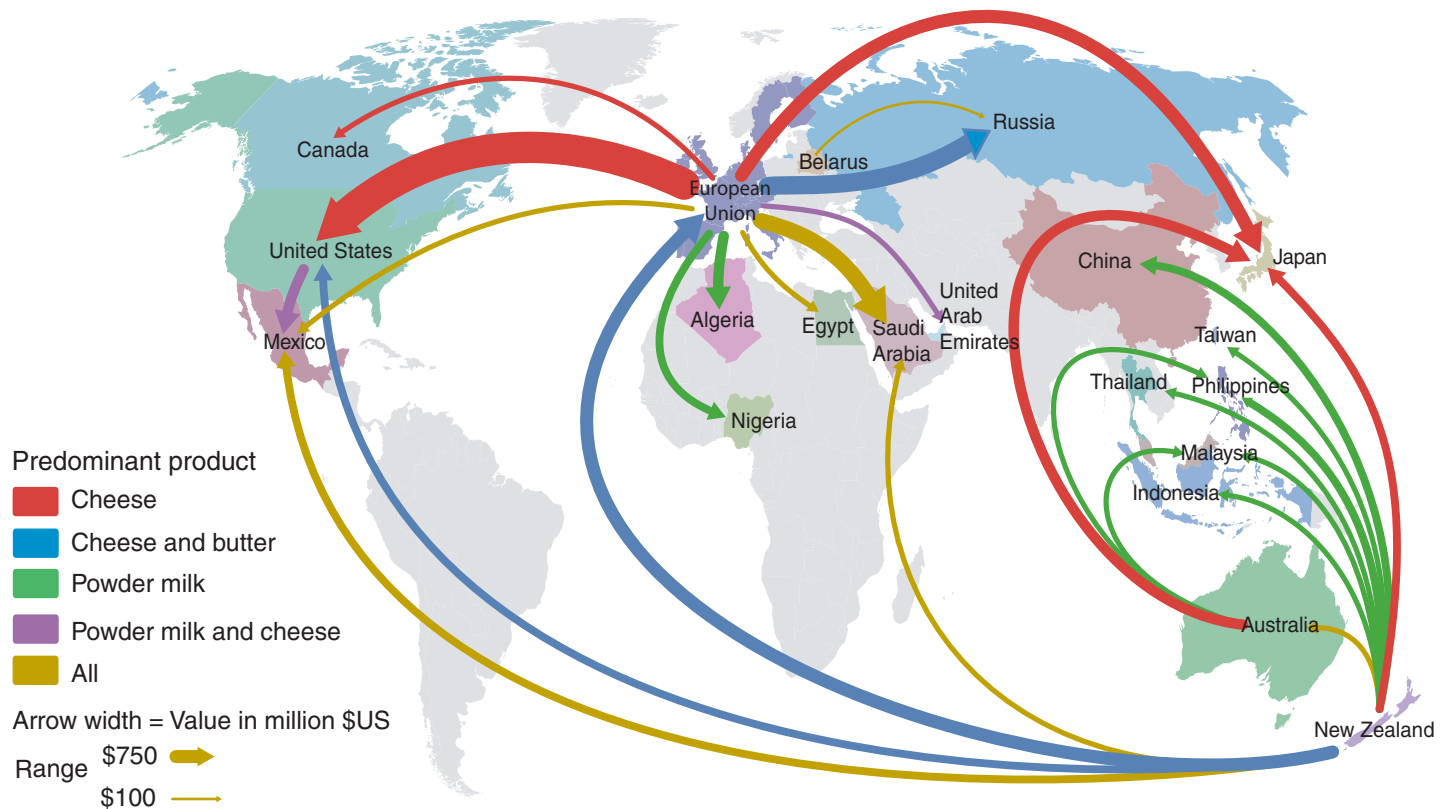 Canada
Russia
Belarus
European
Union
United States
Japan
China
United
Arab
Emirates
Algeria
Egypt
Saudi
Arabia
Mexico
Taiwan
Thailand
Philippines
Nigeria
Malaysia
Indonesia
Australia
New Zealand
Predominant product
Cheese
Cheese and butter
Powder milk
Powder milk and cheese
All
Arrow width = Value in million $US
Range
$750
$100